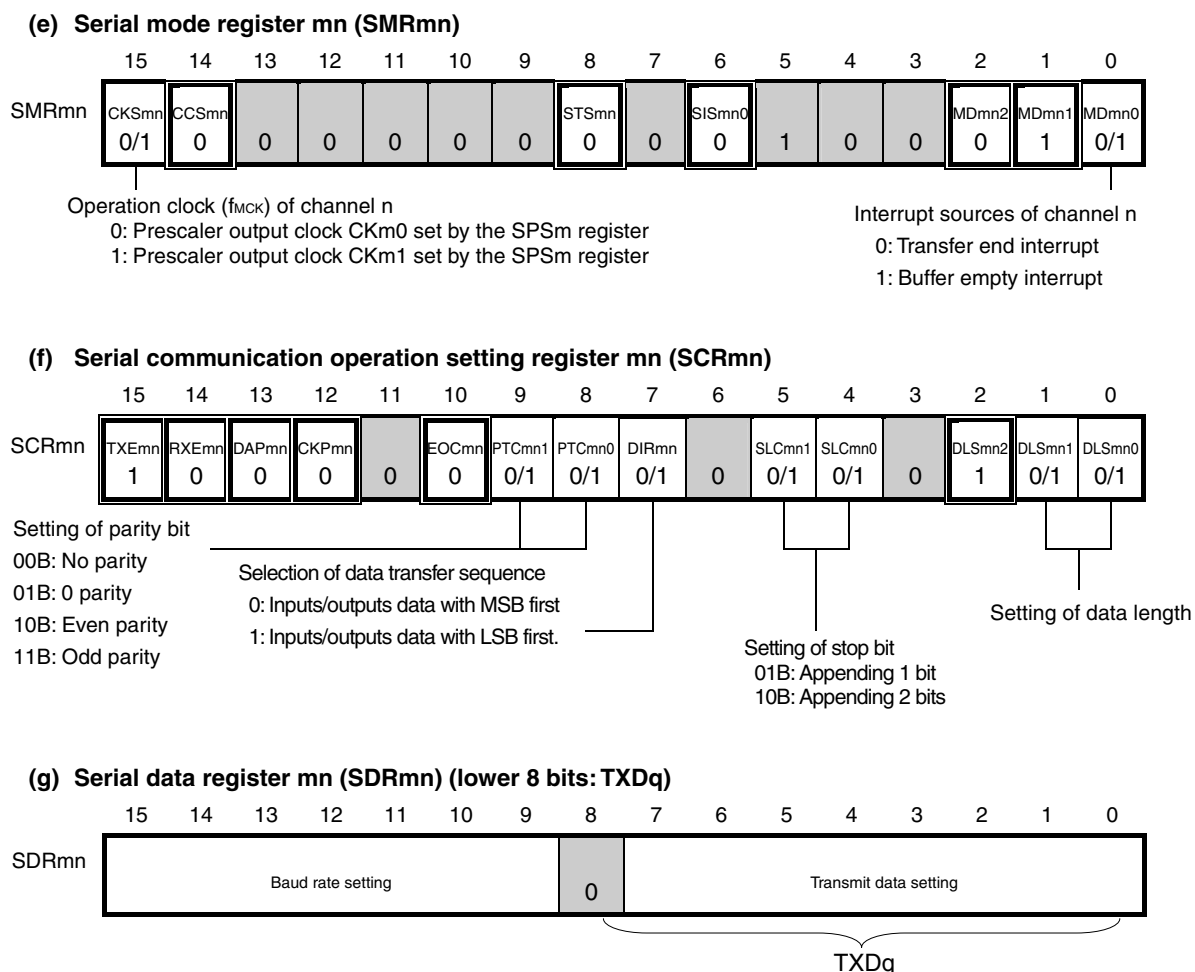 (e) Serial mode register mn (SMRmn)
15 14 13 12 11 10 9 8 7 6 5 4 3 2 1 0
SMRmn CKSmn CCSmn STSmn SISmn0 MDmn2 MDmn1 MDmn0
0/1 0 0 0 0 0 0 0 0 0 1 0 0 0 1 0/1
Operation clock (fMCK) of channel n
0: Prescaler output clock CKm0 set by the SPSm register
1: Prescaler output clock CKm1 set by the SPSm register
Interrupt sources of channel n
0: Transfer end interrupt
1: Buffer empty interrupt
(f) Serial communication operation setting register mn (SCRmn)
15 14 13 12 11 10 9 8 7 6 5 4 3 2 1 0
SCRmn TXEmn RXEmn DAPmn CKPmn EOCmn PTCmn1 PTCmn0 DIRmn SLCmn1 SLCmn0 DLSmn2 DLSmn1 DLSmn0
1 0 0 0 0 0 0/1 0/1 0/1 0 0/1 0/1 0 1 0/1 0/1
Setting of parity bit
00B: No parity
01B: 0 parity
10B: Even parity
11B: Odd parity
Selection of data transfer sequence
0: Inputs/outputs data with MSB first
1: Inputs/outputs data with LSB first.
Setting of stop bit
01B: Appending 1 bit
10B: Appending 2 bits
Setting of data length
(g) Serial data register mn (SDRmn) (lower 8 bits: TXDq)
15 14 13 12 11 10 9 8 7 6 5 4 3 2 1 0
SDRmn
Baud rate setting 0 Transmit data setting
TXDq